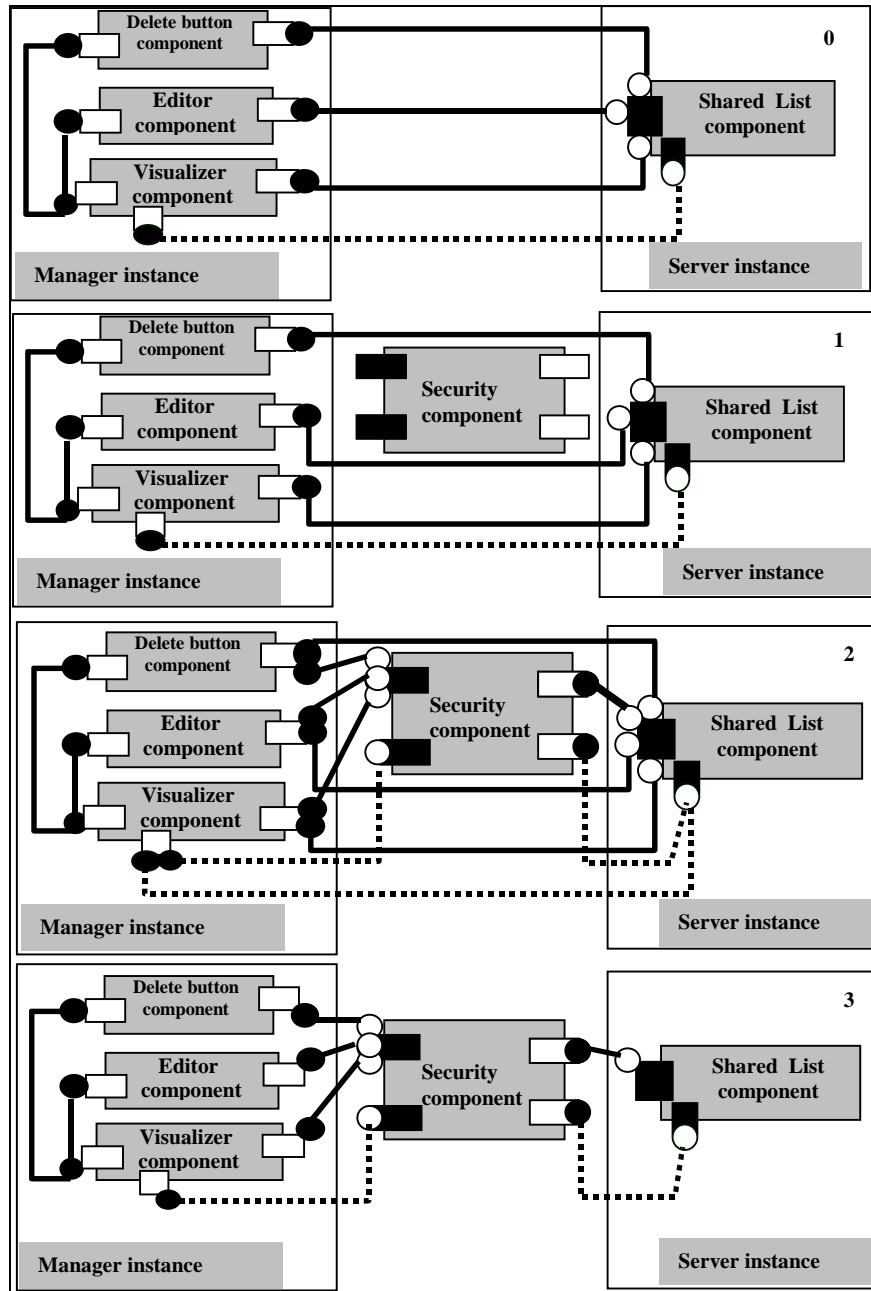 Delete button
component
0
Editor
component
Shared List
component
Visualizer
component
Manager instance
Server instance
Delete button
component
1
Security
component
Editor
component
Shared List
component
Visualizer
component
Manager instance
Server instance
Delete button
component
2
Security
component
Editor
component
Shared List
component
Visualizer
component
Manager instance
Server instance
Delete button
component
3
Editor
component
Security
component
Shared List
component
Visualizer
component
Manager instance
Server instance